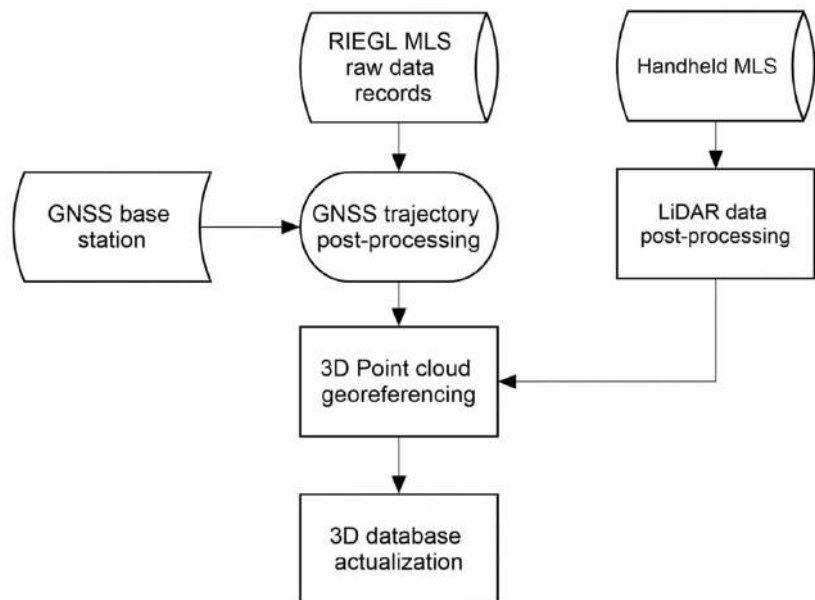 RIEGL MLS
raw data
records
Handheld MLS
GNSS base
station
GNSS trajectory
post-processing
LiDAR data
post-processing
3D Point cloud
georeferencing
3D database
actualization